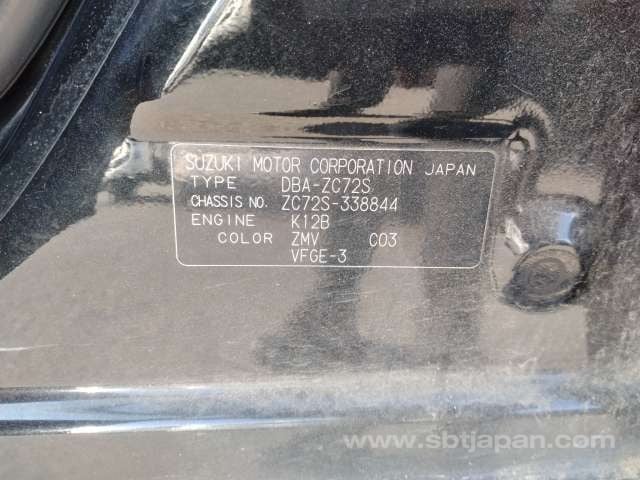 SUZUKI MOTOR CORPORATION JAPAN
TYPE DBA-ZC72S
CHASSIS NO. ZC72S-338844
ENGINE K12B
COLOR ZMV C03
VFGE-3
www.sbtjapan.com